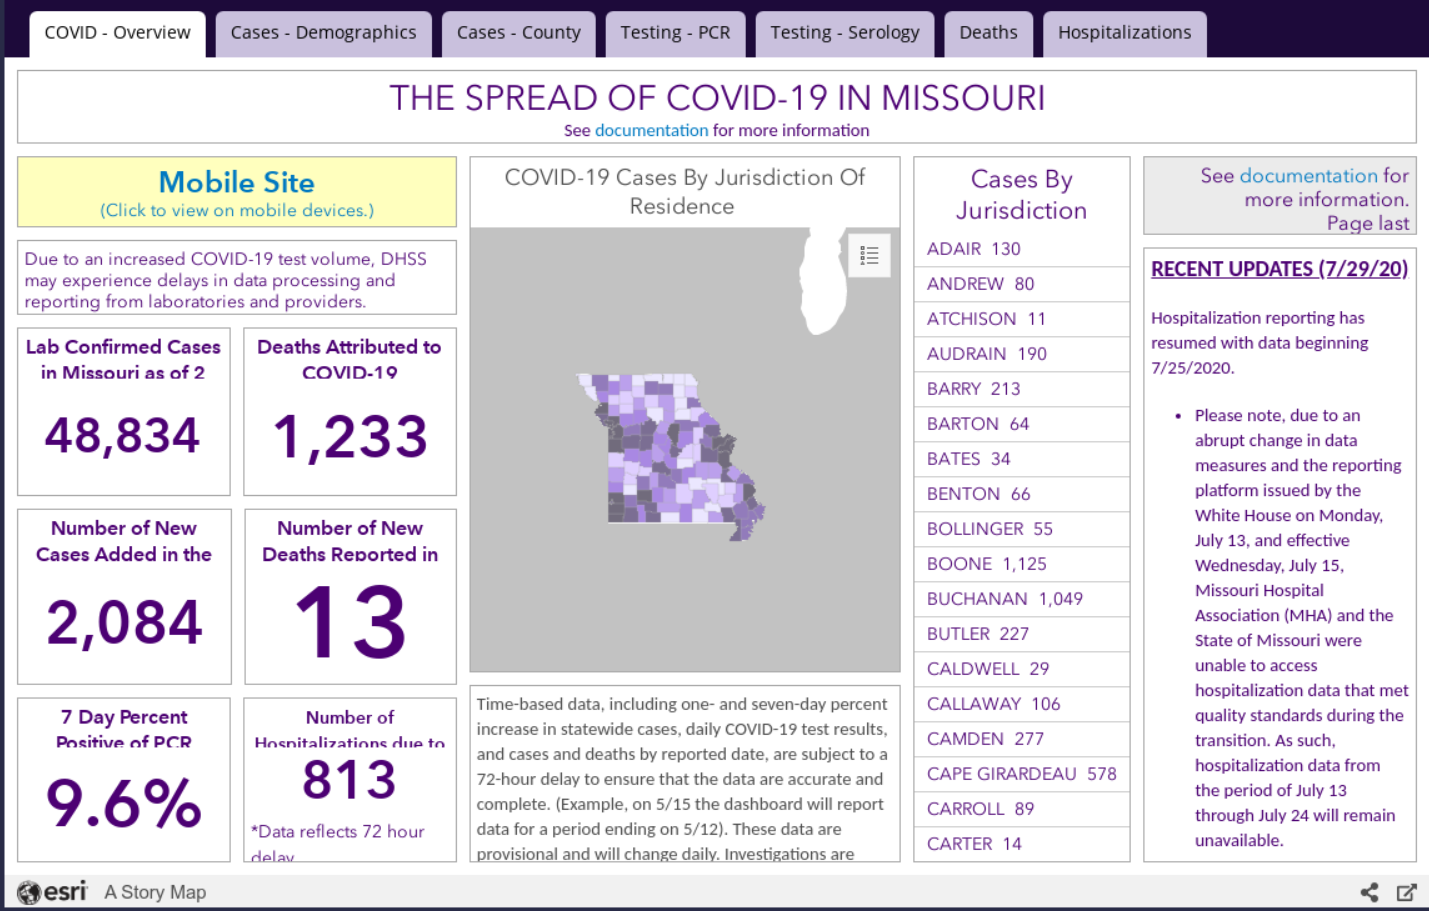 COVID - Overview
Cases - Demographics
Cases - County
Testing - PCR
Testing - Serology
Deaths
Hospitalizations
THE SPREAD OF COVID-19 IN MISSOURI
See documentation for more information
Mobile Site
(Click to view on mobile devices.)
Due to an increased COVID-19 test volume, DHSS
may experience delays in data processing and
reporting from laboratories and providers.
Lab Confirmed Cases
in Missouri as of 2
48,834
Deaths Attributed to
COVID-19
1,233
Number of New
Cases Added in the
2,084
Number of New
Deaths Reported in
13
7 Day Percent
Positive of PCR
9.6%
Number of
Hospitalizations due to
813
*Data reflects 72 hour
delay
COVID-19 Cases By Jurisdiction Of
Residence
Time-based data, including one- and seven-day percent
increase in statewide cases, daily COVID-19 test results,
and cases and deaths by reported date, are subject to a
72-hour delay to ensure that the data are accurate and
complete. (Example, on 5/15 the dashboard will report
data for a period ending on 5/12). These data are
provisional and will change daily. Investigations are
Cases By
Jurisdiction
ADAIR 130
ANDREW 80
ATCHISON 11
AUDRAIN 190
BARRY 213
BARTON 64
BATES 34
BENTON 66
BOLLINGER 55
BOONE 1,125
BUCHANAN 1,049
BUTLER 227
CALDWELL 29
CALLAWAY 106
CAMDEN 277
CAPE GIRARDEAU 578
CARROLL 89
CARTER 14
See documentation for
more information.
Page last
RECENT UPDATES (7/29/20)
Hospitalization reporting has
resumed with data beginning
7/25/2020.
• Please note, due to an
abrupt change in data
measures and the reporting
platform issued by the
White House on Monday,
July 13, and effective
Wednesday, July 15,
Missouri Hospital
Association (MHA) and the
State of Missouri were
unable to access
hospitalization data that met
quality standards during the
transition. As such,
hospitalization data from
the period of July 13
through July 24 will remain
unavailable.
esri
A Story Map